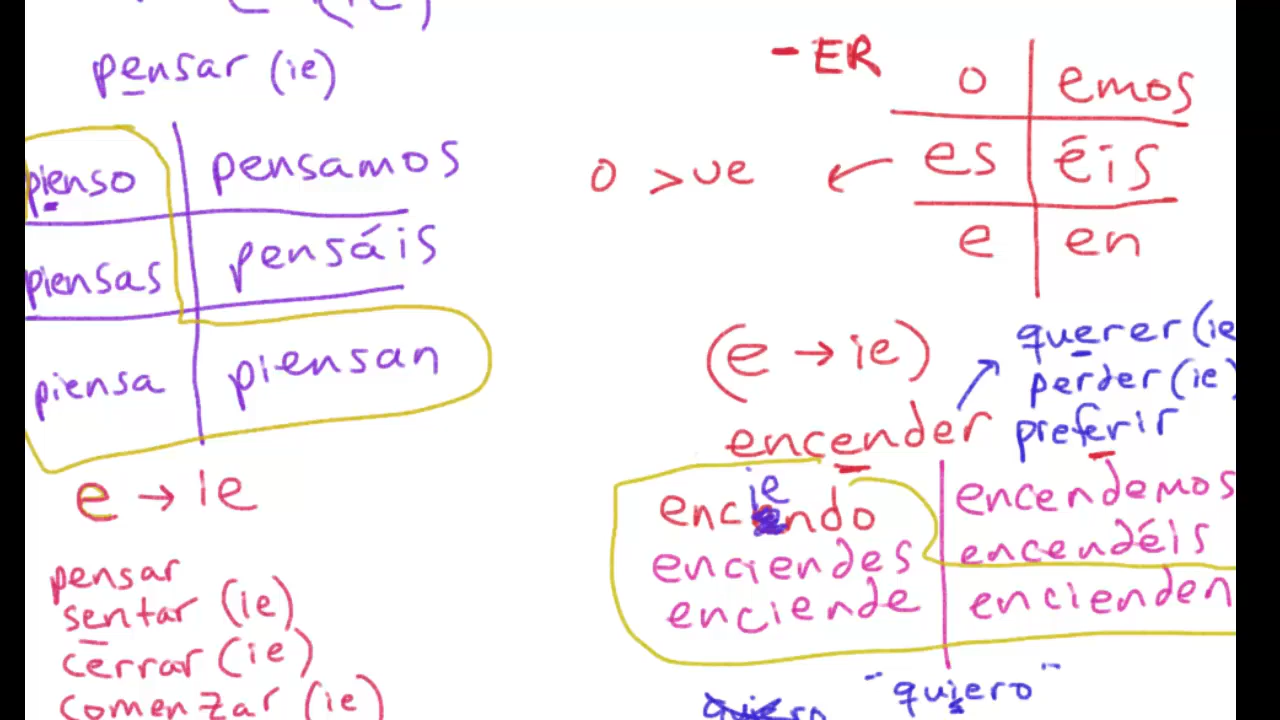 pensar (ie)
pienso pensamos
piensas pensáis
piensa piensan
e → ie
pensar
sentar (ie)
cerrar (ie)
comenzar (ie)
- ER
o emos
es éis
e en
o > ue
(e → ie)
querer (ie
perder (ie)
preferir
encender
ie
enciendo encendemos
enciendes encendéis
enciende encienden
"quiero"